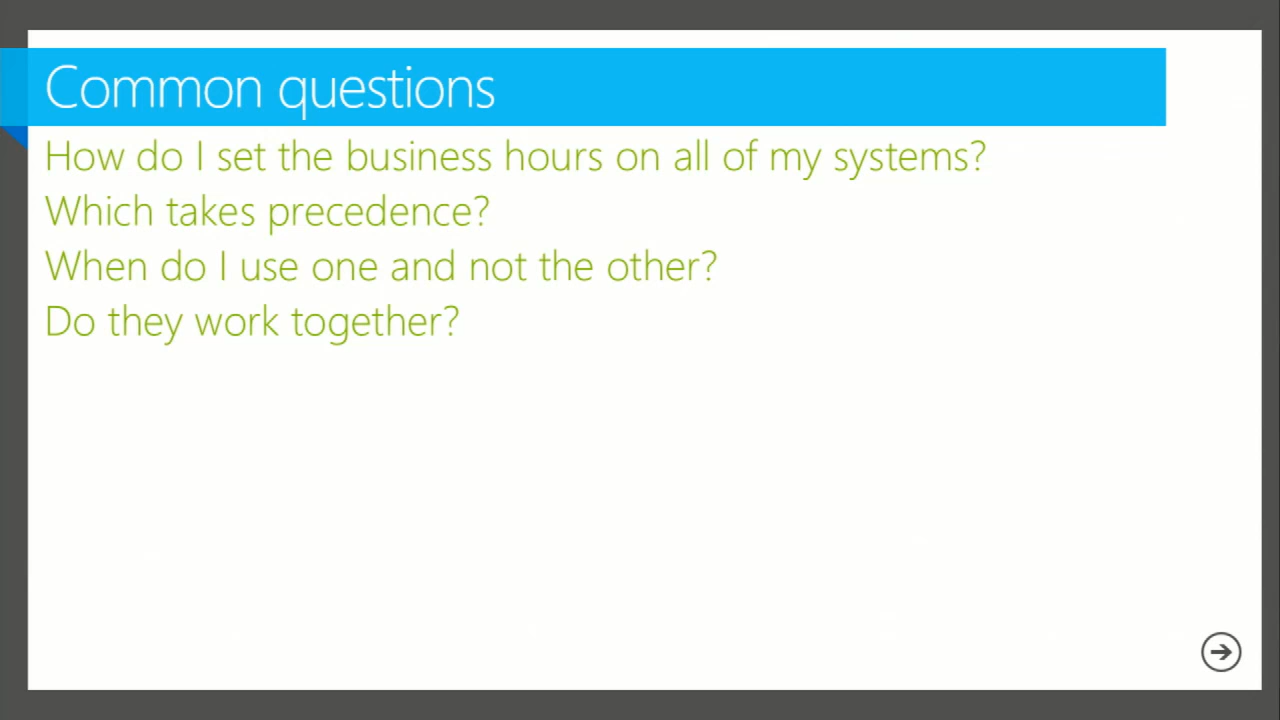 Common questions
How do I set the business hours on all of my systems?
Which takes precedence?
When do I use one and not the other?
Do they work together?